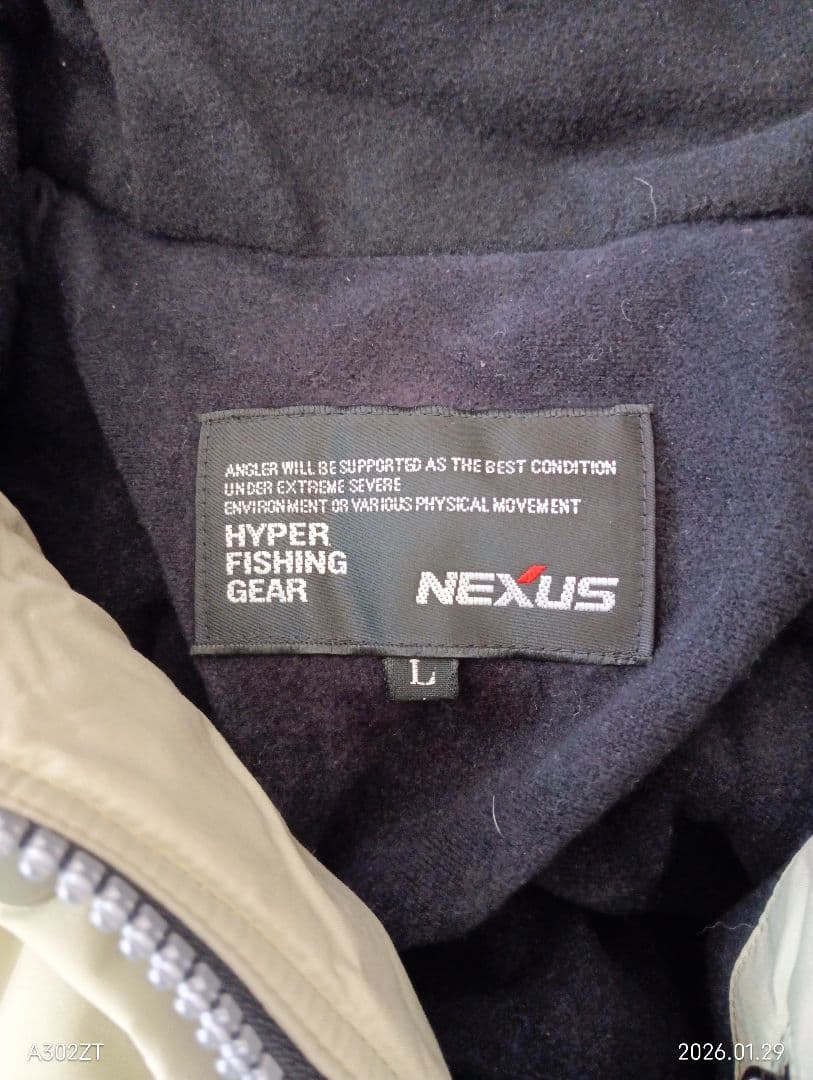 ANGLER WILL BE SUPPORTED AS THE BEST CONDITION
UNDER EXTREME SEVERE
ENVIRONMENT OR VARIOUS PHYSICAL MOVEMENT
HYPER
FISHING
GEAR
NEXUS
L
A302ZT
2026.01.29